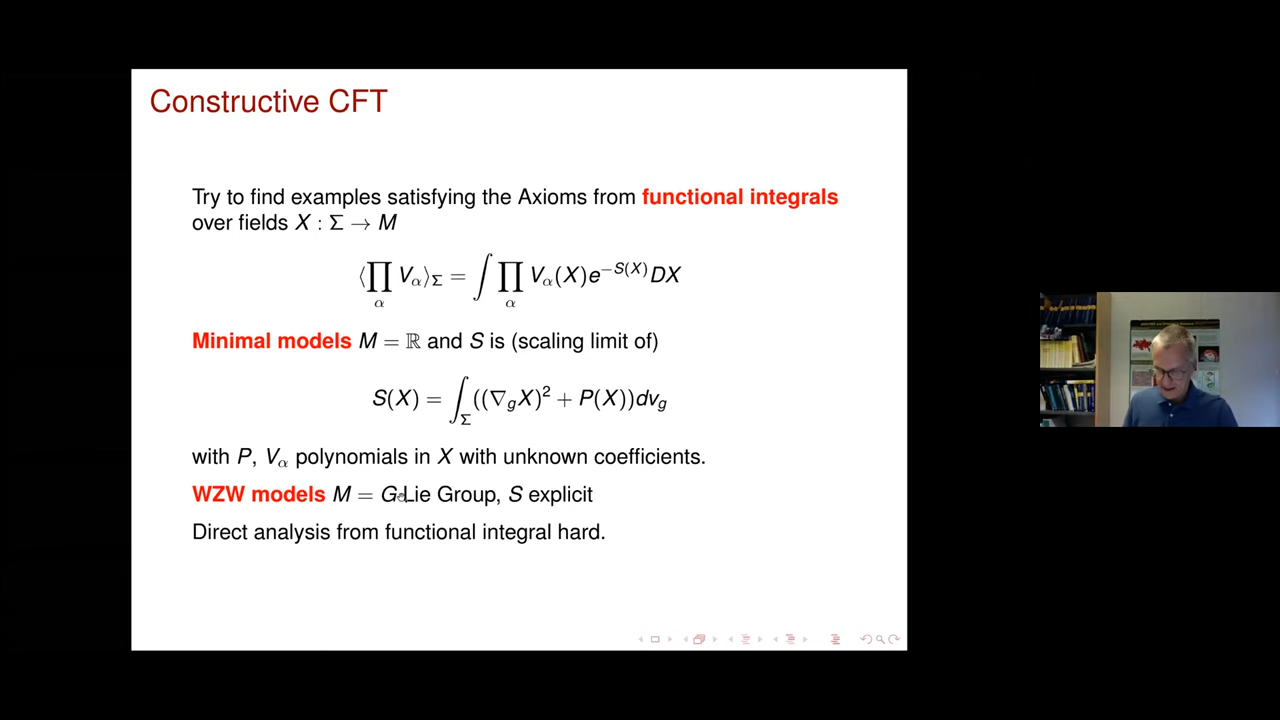 Constructive CFT
Try to find examples satisfying the Axioms from functional integrals
over fields X : Σ → M
⟨∏_α V_α⟩_Σ = ∫ ∏_α V_α(X)e^{−S(X)}DX
Minimal models M = ℝ and S is (scaling limit of)
S(X) = ∫_Σ ((∇_g X)² + P(X))dv_g
with P, V_α polynomials in X with unknown coefficients.
WZW models M = G Lie Group, S explicit
Direct analysis from functional integral hard.